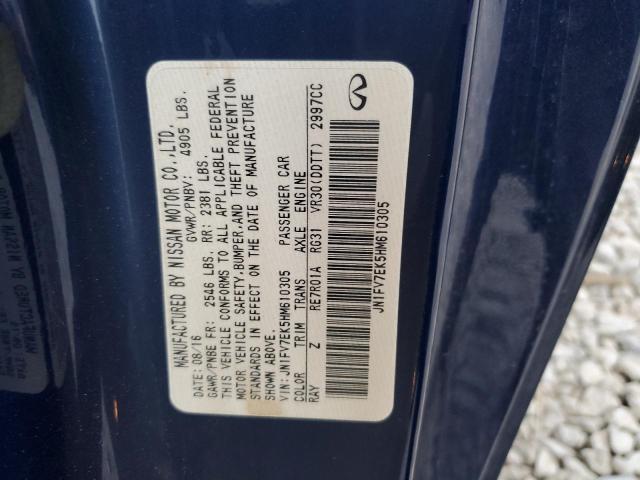 MANUFACTURED BY NISSAN MOTOR CO.,LTD.
DATE: 08/16 GVWR/PNBV: 4905 LBS.
GAWR/PNBE FR: 2546 LBS. RR: 2381 LBS.
THIS VEHICLE CONFORMS TO ALL APPLICABLE FEDERAL
MOTOR VEHICLE SAFETY,BUMPER,AND THEFT PREVENTION
STANDARDS IN EFFECT ON THE DATE OF MANUFACTURE
SHOWN ABOVE.
VIN: JN1FV7EK5HM610305 PASSENGER CAR
COLOR TRIM TRANS AXLE ENGINE
RAY Z RE7R01A RG31 VR30(DDTT) 2997CC
JN1FV7EK5HM610305